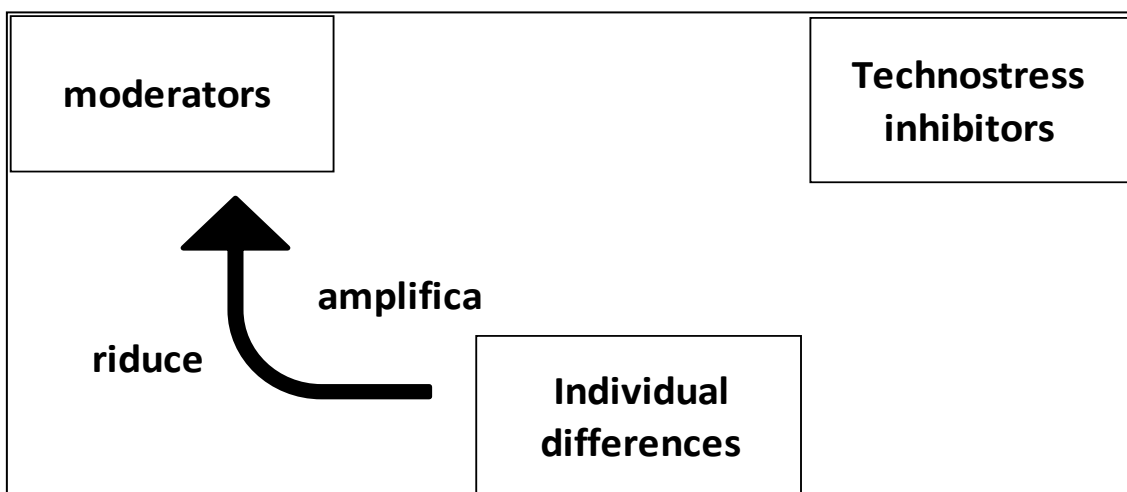 moderators
Technostress
inhibitors
amplifica
riduce
Individual
differences